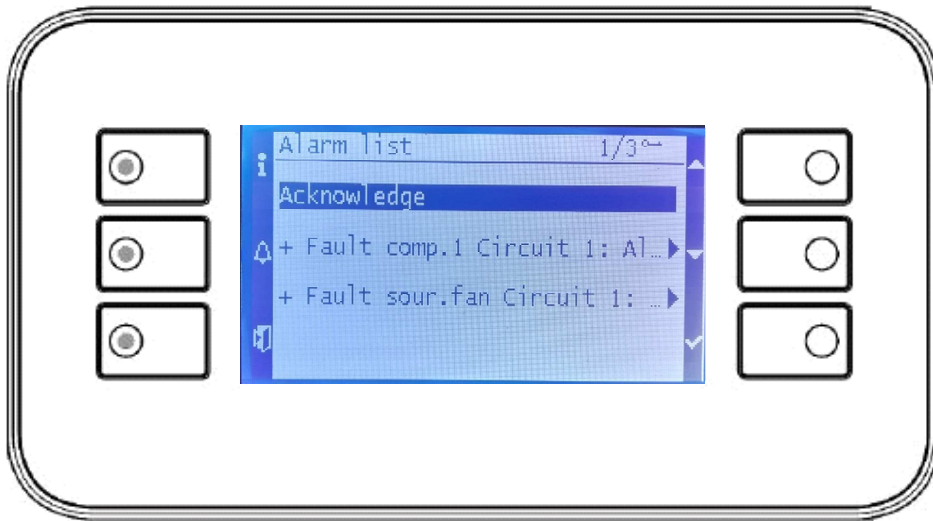 Alarm list 1/3
Acknowledge
+ Fault comp.1 Circuit 1: Al…
+ Fault sour.fan Circuit 1: …